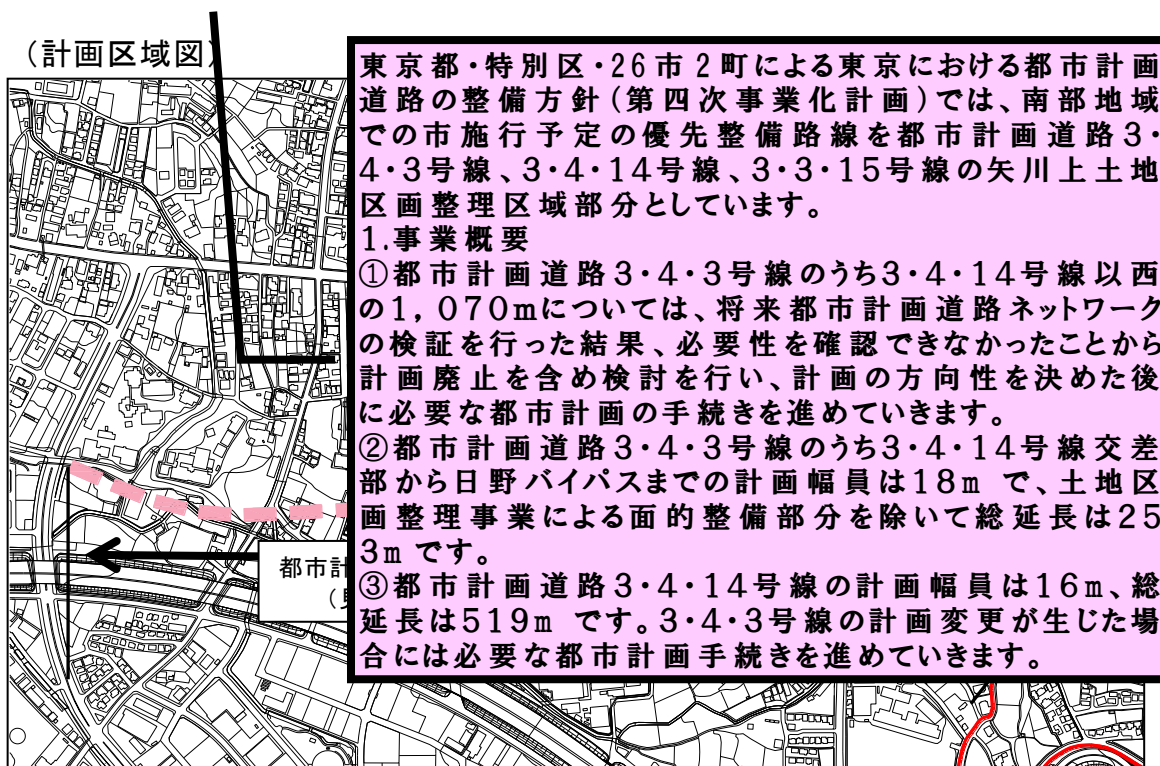 （計画区域図）
東京都・特別区・26市2町による東京における都市計画
道路の整備方針（第四次事業化計画）では、南部地域
での市施行予定の優先整備路線を都市計画道路3・
4・3号線、3・4・14号線、3・3・15号線の矢川上土地
区画整理区域部分としています。
1.事業概要
①都市計画道路3・4・3号線のうち3・4・14号線以西
の1，070mについては、将来都市計画道路ネットワーク
の検証を行った結果、必要性を確認できなかったことから
計画廃止を含め検討を行い、計画の方向性を決めた後
に必要な都市計画の手続きを進めていきます。
②都市計画道路3・4・3号線のうち3・4・14号線交差
部から日野バイパスまでの計画幅員は18m で、土地区
画整理事業による面的整備部分を除いて総延長は25
3m です。
③都市計画道路3・4・14号線の計画幅員は16m、総
延長は519m です。3・4・3号線の計画変更が生じた場
合には必要な都市計画手続きを進めていきます。
都市計